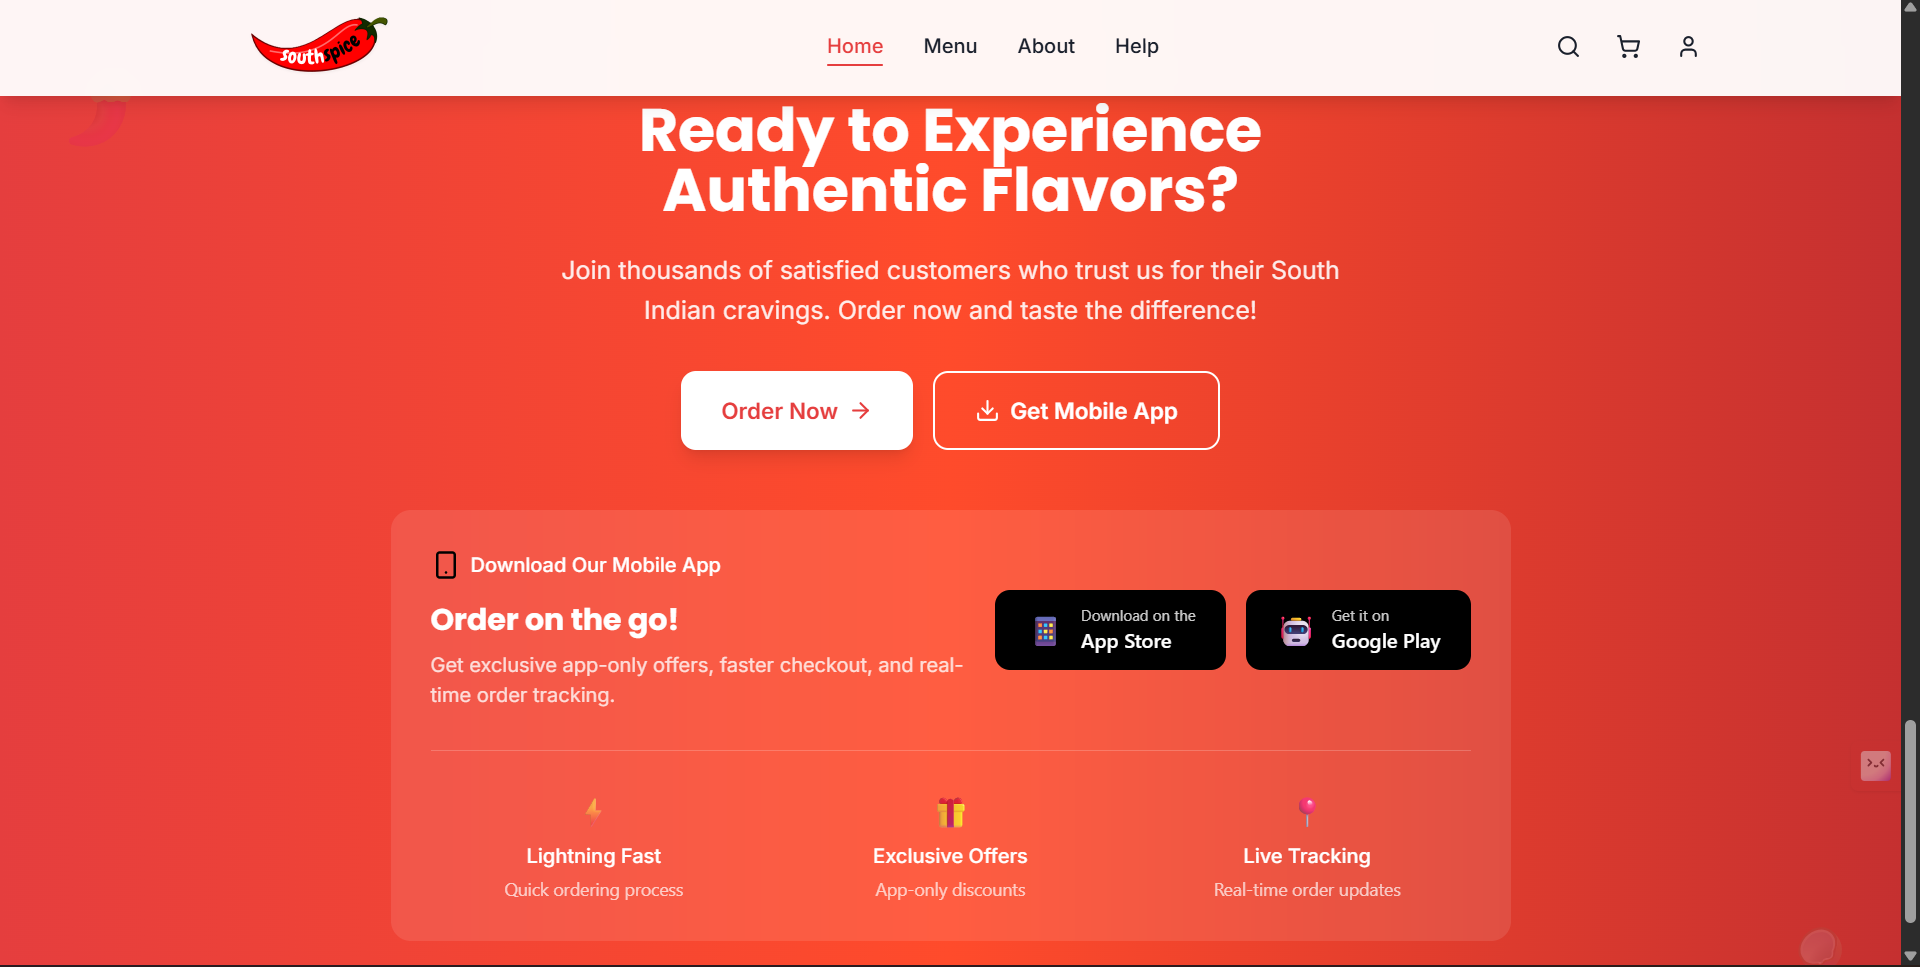 southspice
Home
Menu
About
Help
Ready to Experience
Authentic Flavors?
Join thousands of satisfied customers who trust us for their South
Indian cravings. Order now and taste the difference!
Order Now
Get Mobile App
Download Our Mobile App
Order on the go!
Get exclusive app-only offers, faster checkout, and real-
time order tracking.
Download on the
App Store
Get it on
Google Play
Lightning Fast
Quick ordering process
Exclusive Offers
App-only discounts
Live Tracking
Real-time order updates